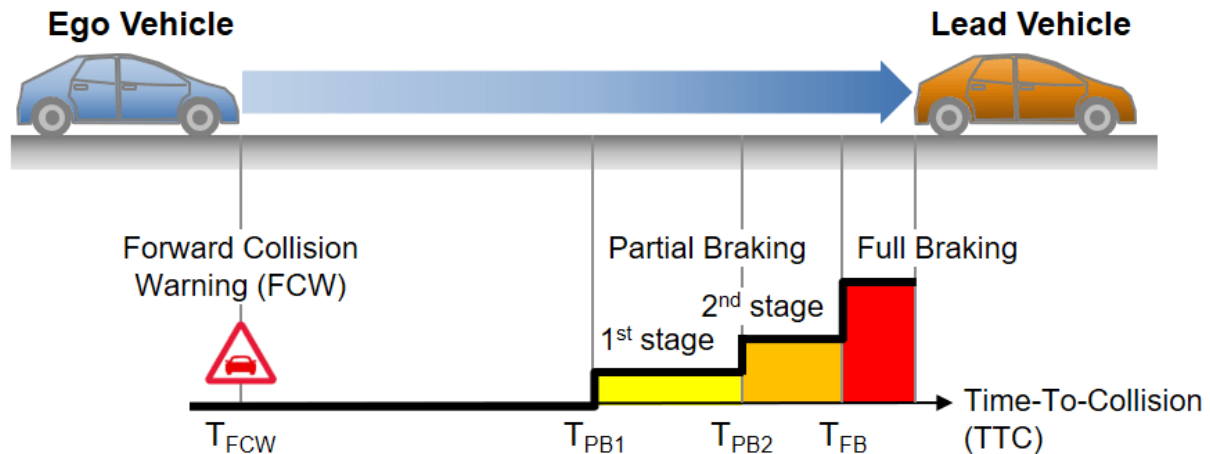 Ego Vehicle
Lead Vehicle
Forward Collision
Warning (FCW)
Partial Braking
Full Braking
1st stage
2nd stage
TFCW
TPB1
TPB2
TFB
Time-To-Collision
(TTC)